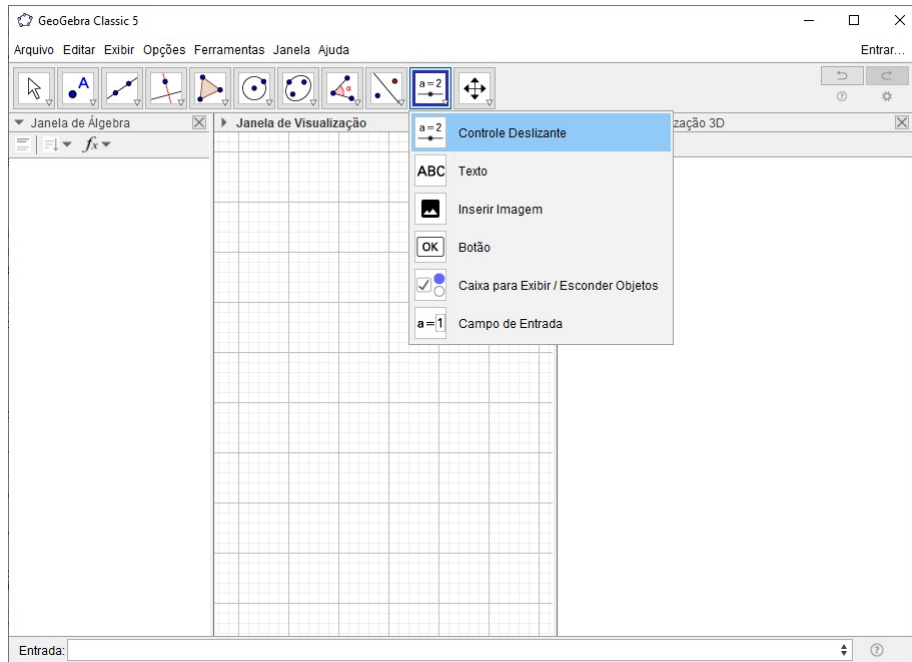 GeoGebra Classic 5
Arquivo Editar Exibir Opções Ferramentas Janela Ajuda Entrar...
A α a=2
Janela de Álgebra Janela de Visualização zação 3D
fx
a=2 Controle Deslizante
ABC Texto
Inserir Imagem
OK Botão
Caixa para Exibir / Esconder Objetos
a=1 Campo de Entrada
Entrada: